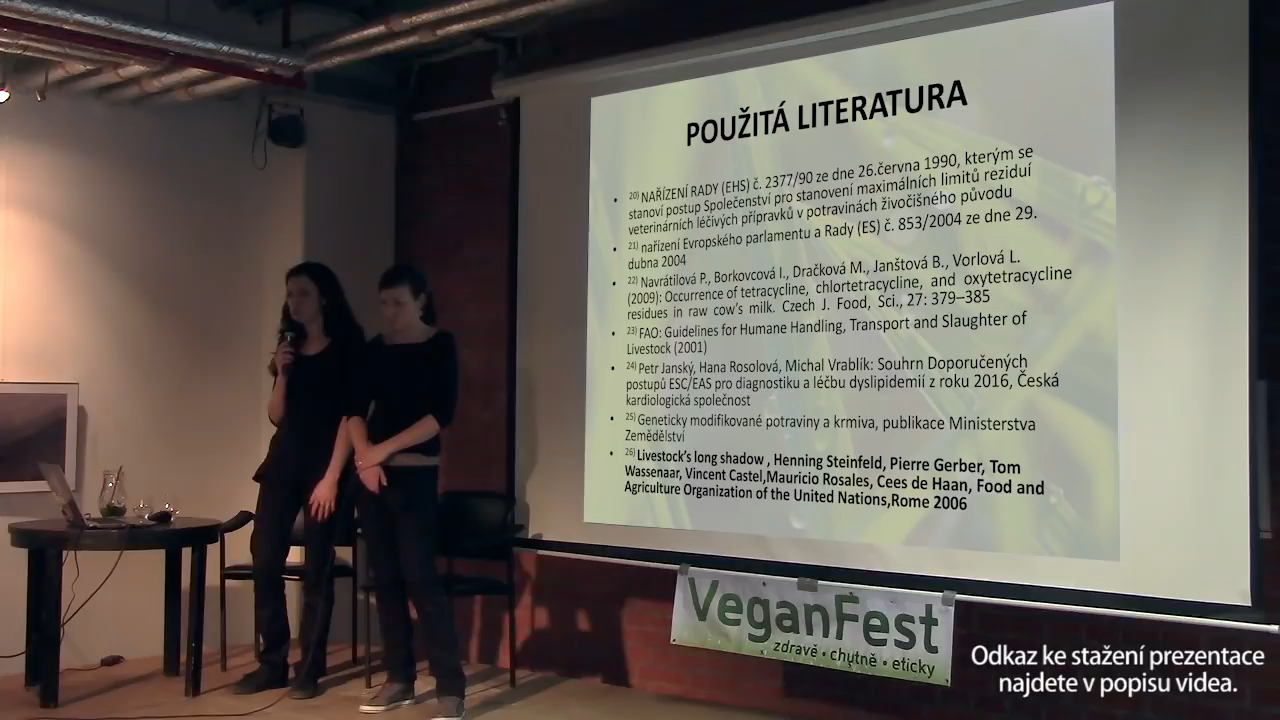 POUŽITÁ LITERATURA
• 20) NAŘÍZENÍ RADY (EHS) č. 2377/90 ze dne 26.června 1990, kterým se
stanoví postup Společenství pro stanovení maximálních limitů reziduí
veterinárních léčivých přípravků v potravinách živočišného původu
• 21) nařízení Evropského parlamentu a Rady (ES) č. 853/2004 ze dne 29.
dubna 2004
• 22) Navrátilová P., Borkovcová I., Dračková M., Janštová B., Vorlová L.
(2009): Occurrence of tetracycline, chlortetracycline, and oxytetracycline
residues in raw cow's milk. Czech J. Food, Sci., 27: 379–385
• 23) FAO: Guidelines for Humane Handling, Transport and Slaughter of
Livestock (2001)
• 24) Petr Janský, Hana Rosolová, Michal Vrablík: Souhrn Doporučených
postupů ESC/EAS pro diagnostiku a léčbu dyslipidemií z roku 2016, Česká
kardiologická společnost
• 25) Geneticky modifikované potraviny a krmiva, publikace Ministerstva
Zemědělství
• 26) Livestock's long shadow , Henning Steinfeld, Pierre Gerber, Tom
Wassenaar, Vincent Castel,Mauricio Rosales, Cees de Haan, Food and
Agriculture Organization of the United Nations,Rome 2006
VeganFest
zdravě • chutně • eticky
Odkaz ke stažení prezentace
najdete v popisu videa.